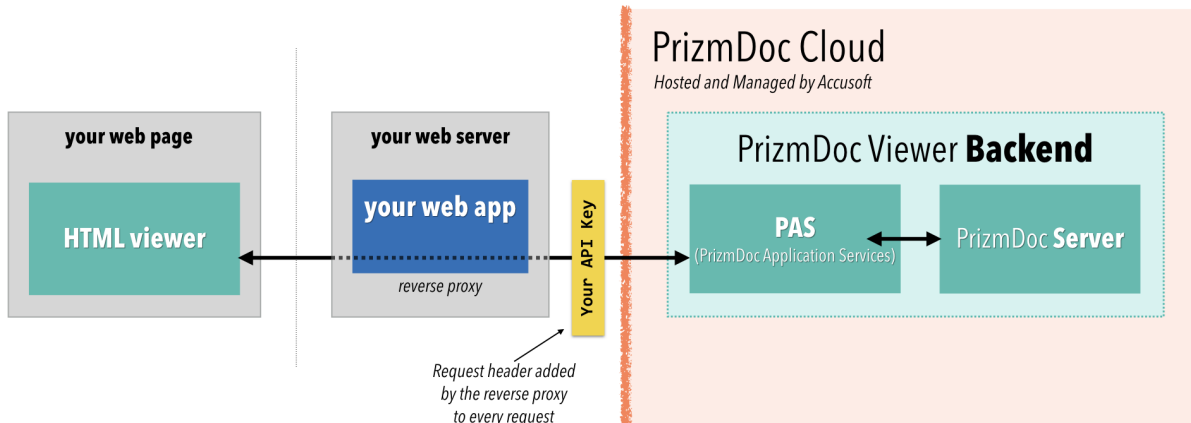 PrizmDoc Cloud
Hosted and Managed by Accusoft
your web page
HTML viewer
your web server
your web app
reverse proxy
Your API Key
Request header added
by the reverse proxy
to every request
PrizmDoc Viewer Backend
PAS
(PrizmDoc Application Services)
PrizmDoc Server